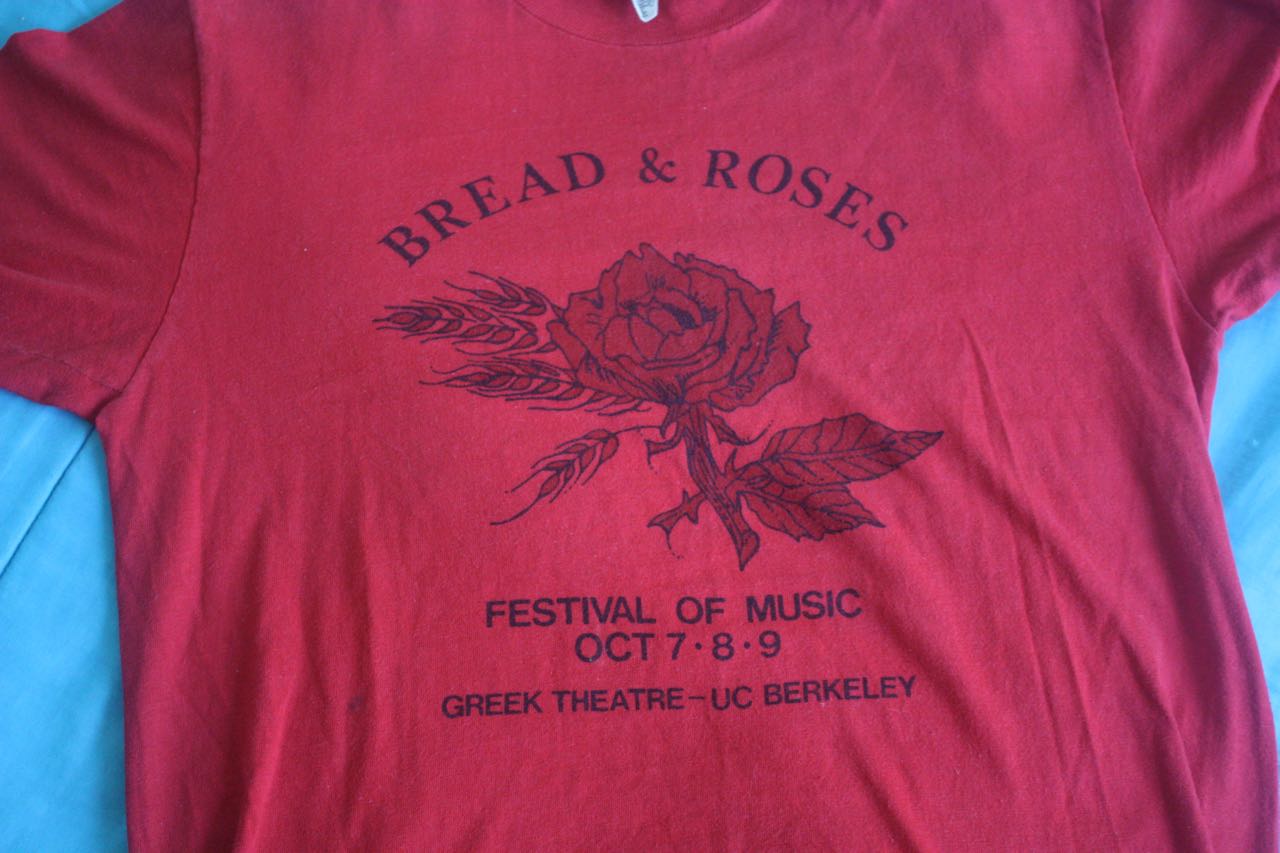 BREAD & ROSES
FESTIVAL OF MUSIC
OCT 7·8·9
GREEK THEATRE–UC BERKELEY